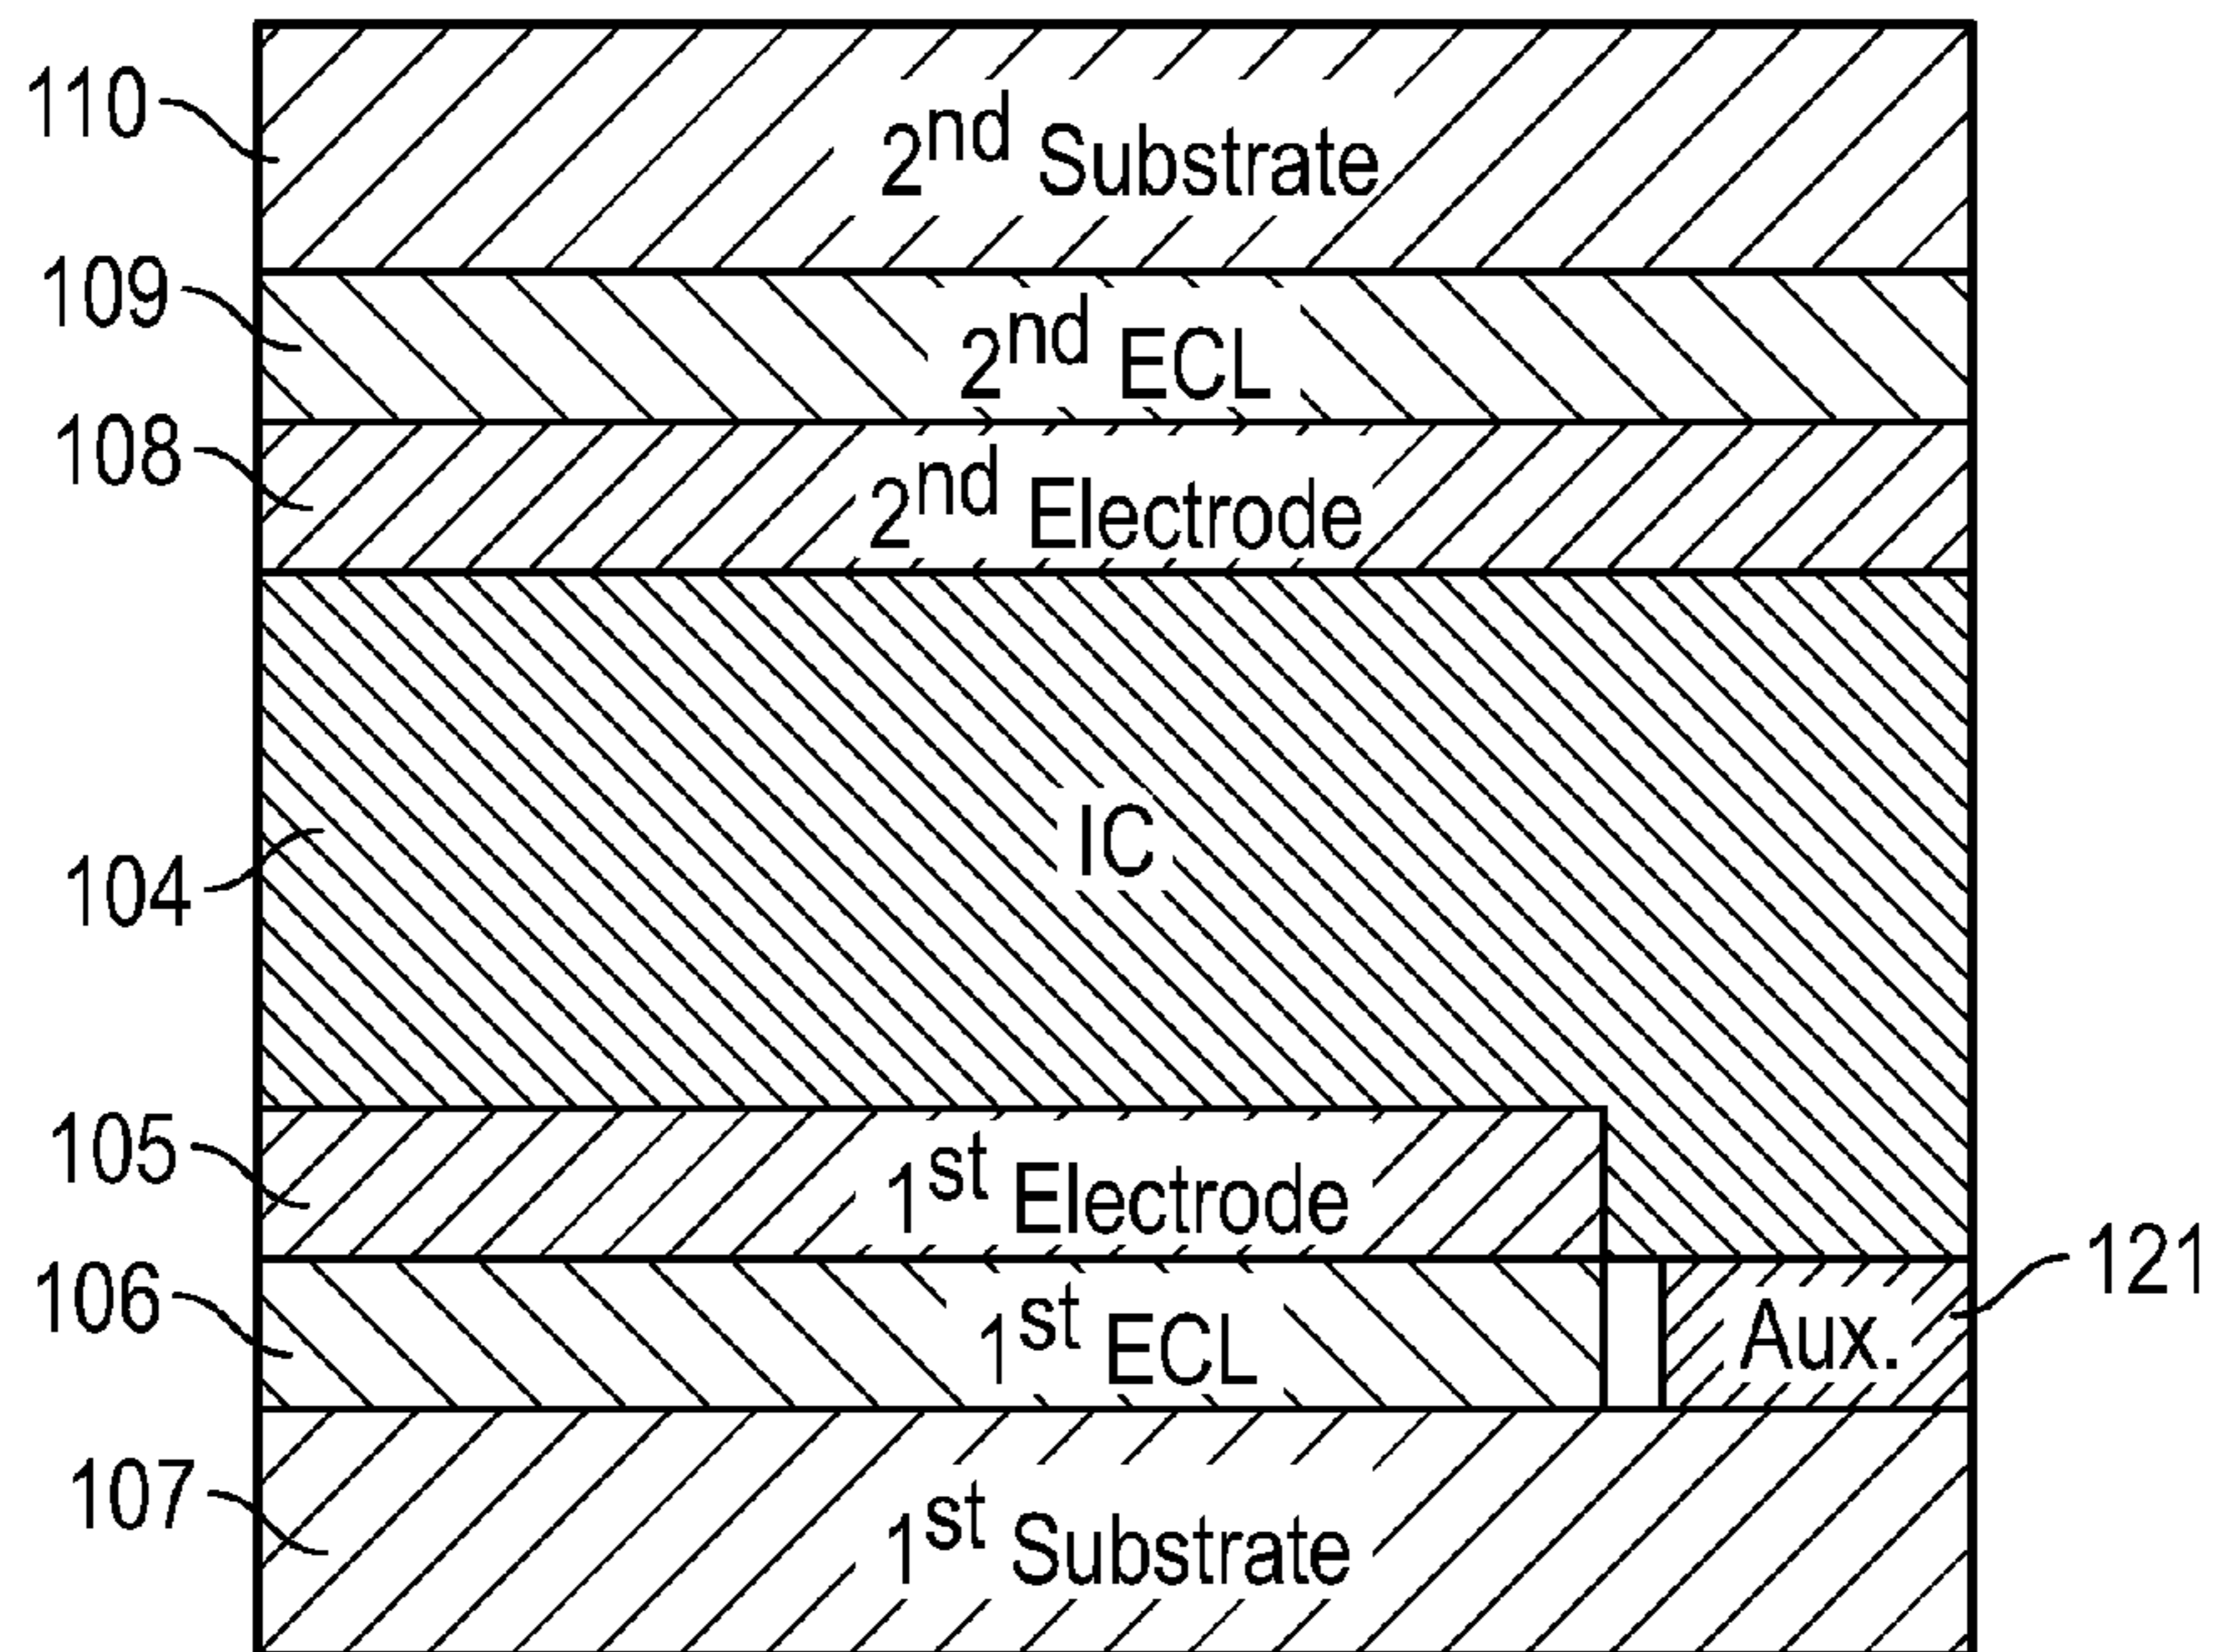 110
2nd Substrate
109
2nd ECL
108
2nd Electrode
104
IC
105
1st Electrode
106
1st ECL
Aux.
121
107
1st Substrate